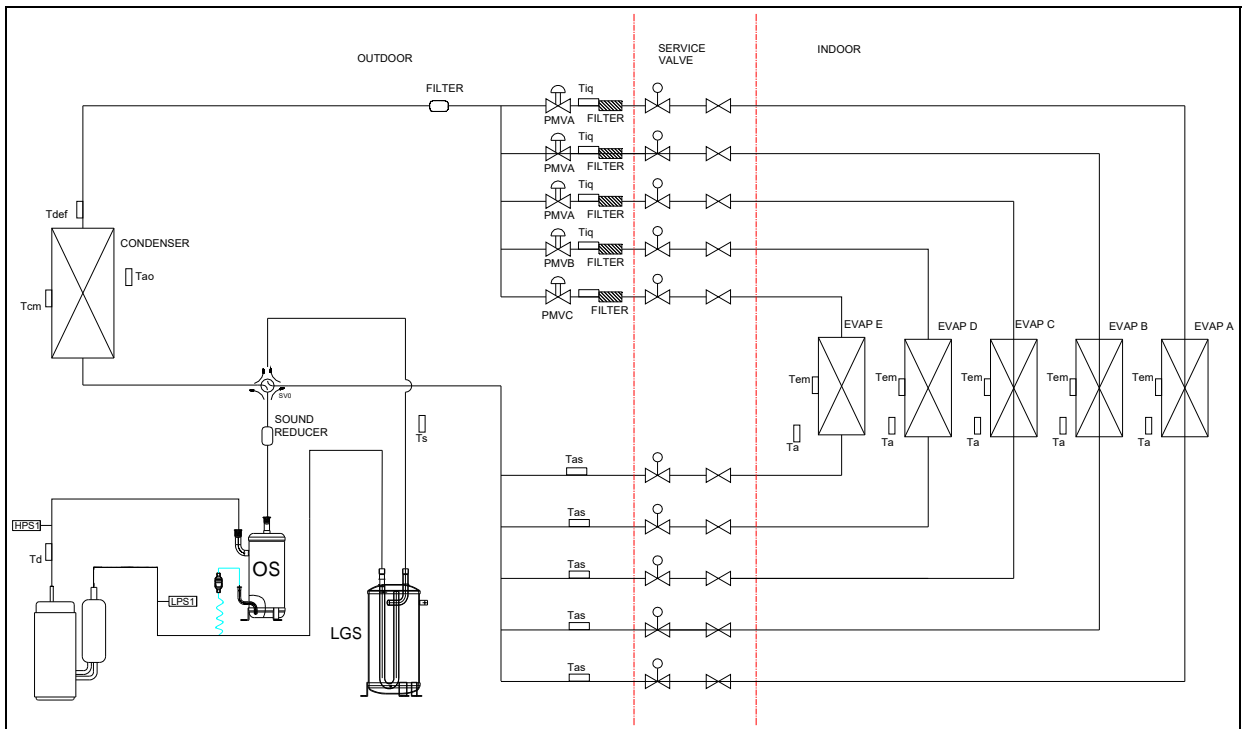 OUTDOOR
SERVICE
VALVE
INDOOR
FILTER
Tiq
PMVA
FILTER
Tiq
PMVA
FILTER
Tiq
PMVA
FILTER
Tiq
PMVB
FILTER
Tiq
PMVC
FILTER
Tdef
CONDENSER
Tao
Tcm
EVAP E
EVAP D
EVAP C
EVAP B
EVAP A
Tem
Tem
Tem
Tem
Tem
Ta
Ta
Ta
Ta
Ta
SV0
SOUND
REDUCER
Ts
Tas
Tas
Tas
Tas
Tas
HPS1
Td
OS
LPS1
LGS